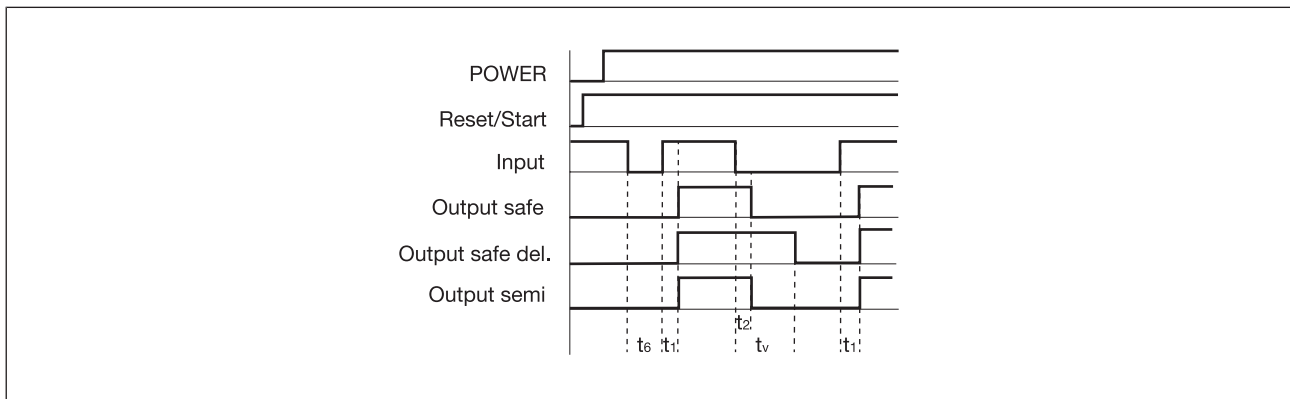 POWER
Reset/Start
Input
Output safe
Output safe del.
Output semi
t2
t6 t1 tv t1